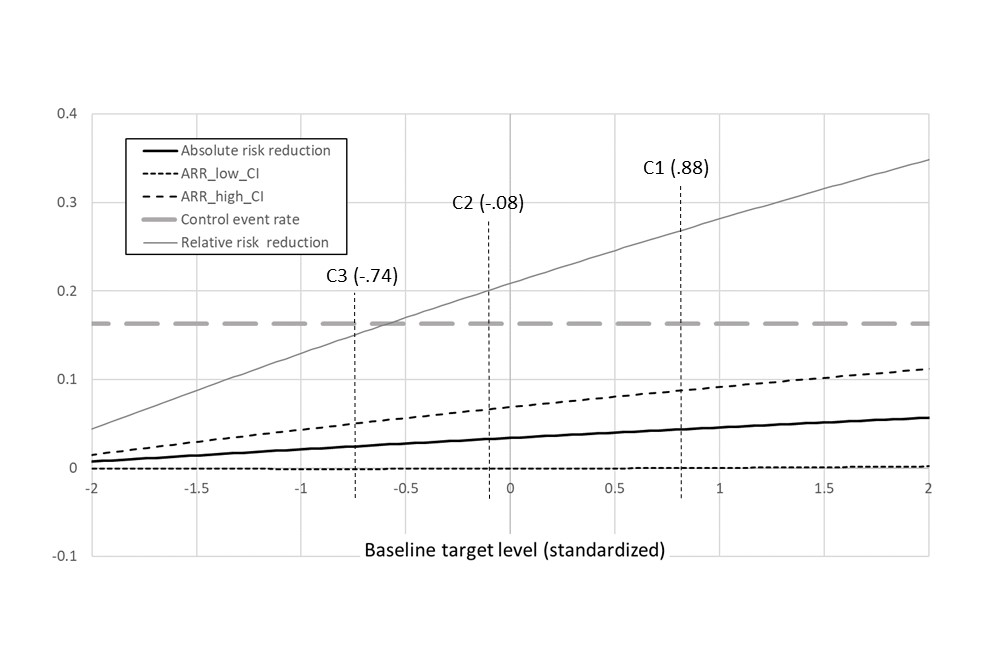 0.4
Absolute risk reduction
ARR_low_CI
ARR_high_CI
Control event rate
Relative risk reduction
C1 (.88)
C2 (-.08)
C3 (-.74)
0.3
0.2
0.1
0
-0.1
-2
-1.5
-1
-0.5
0
0.5
1
1.5
2
Baseline target level (standardized)